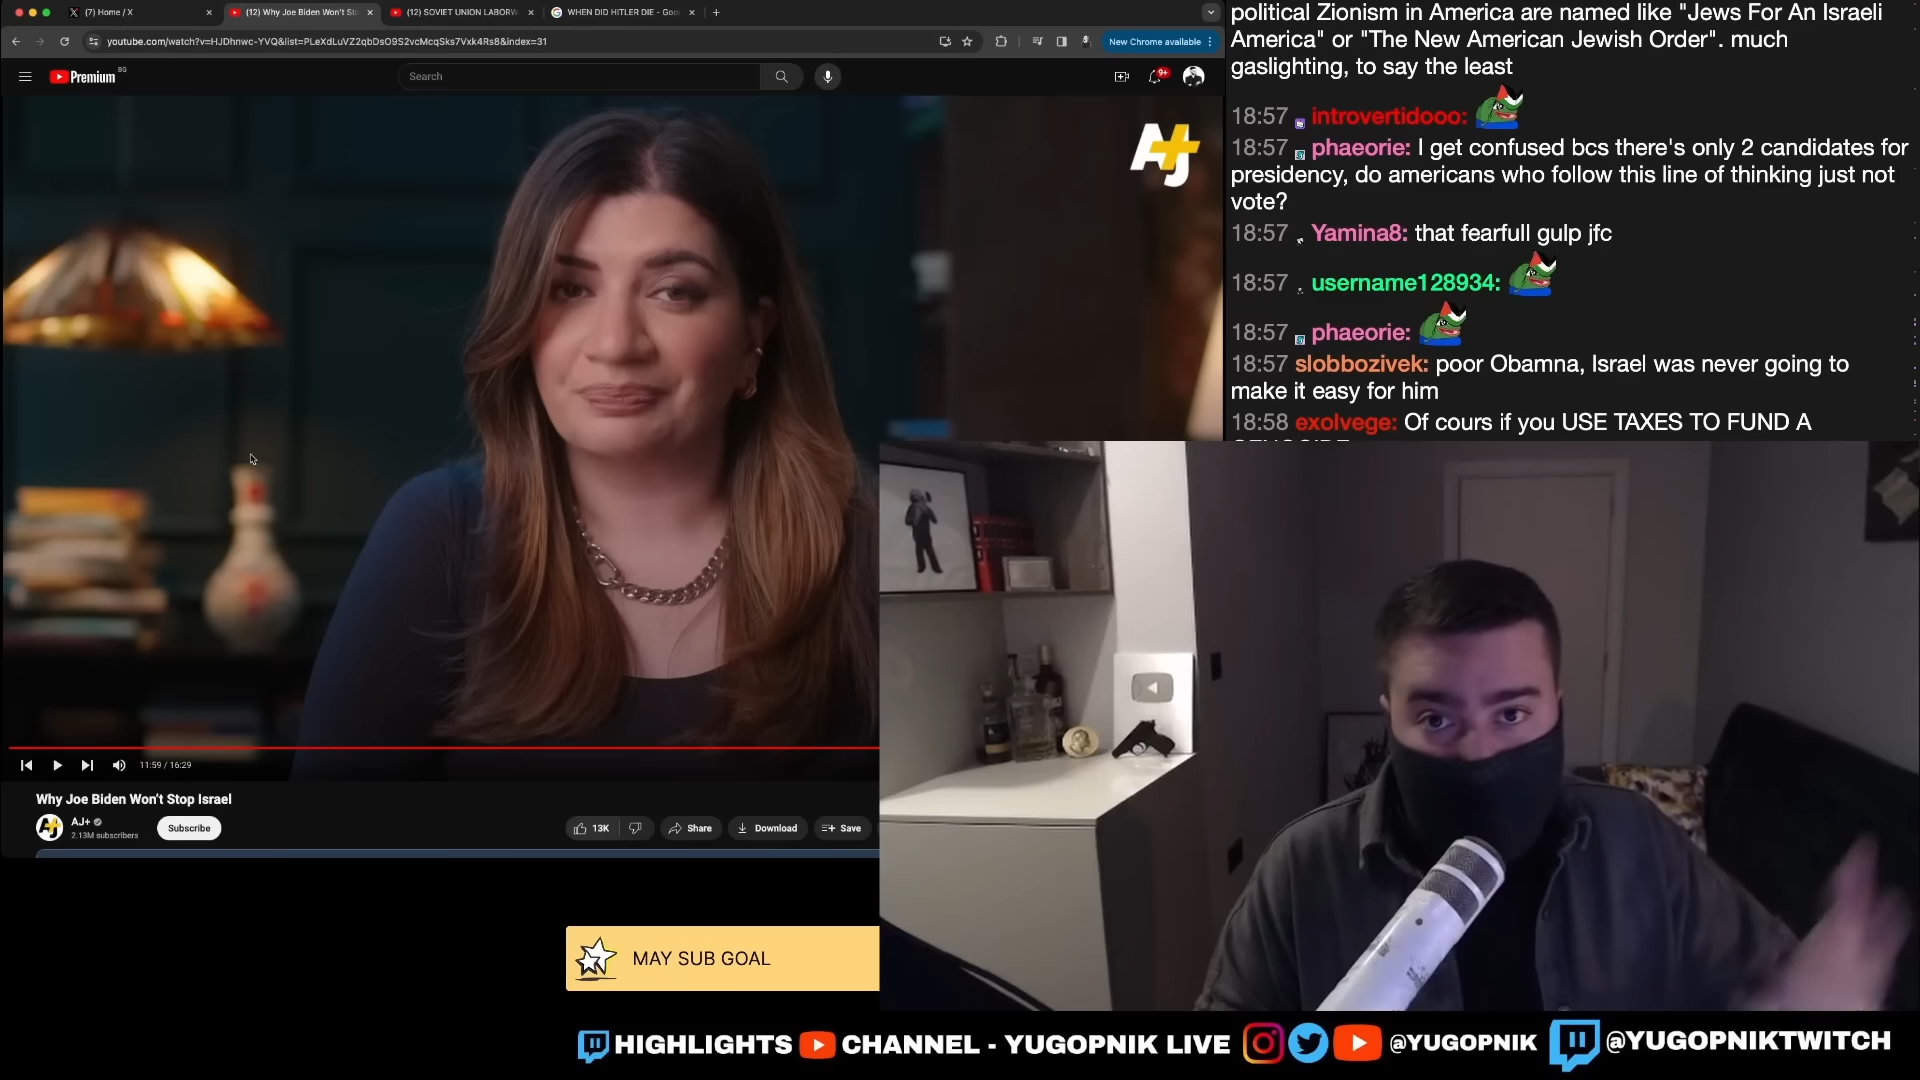 (7) Home / X
(12) Why Joe Biden Won't St
(12) SOVIET UNION LABORW
WHEN DID HITLER DIE - Goo
youtube.com/watch?v=HJDhnwc-YVQ&list=PLeXdLuVZ2qbDsO9S2vcMcqSks7Vxk4Rs8&index=31
New Chrome available
Premium BG
Search
9+
AJ+
11:59 / 16:29
Why Joe Biden Won't Stop Israel
AJ+
2.13M subscribers
Subscribe
13K
Share
Download
Save
political Zionism in America are named like "Jews For An Israeli
America" or "The New American Jewish Order". much
gaslighting, to say the least
18:57 introvertidooo:
18:57 phaeorie: I get confused bcs there's only 2 candidates for
presidency, do americans who follow this line of thinking just not
vote?
18:57 Yamina8: that fearfull gulp jfc
18:57 username128934:
18:57 phaeorie:
18:57 slobbozivek: poor Obamna, Israel was never going to
make it easy for him
18:58 exolvege: Of cours if you USE TAXES TO FUND A
MAY SUB GOAL
HIGHLIGHTS CHANNEL - YUGOPNIK LIVE @YUGOPNIK @YUGOPNIKTWITCH